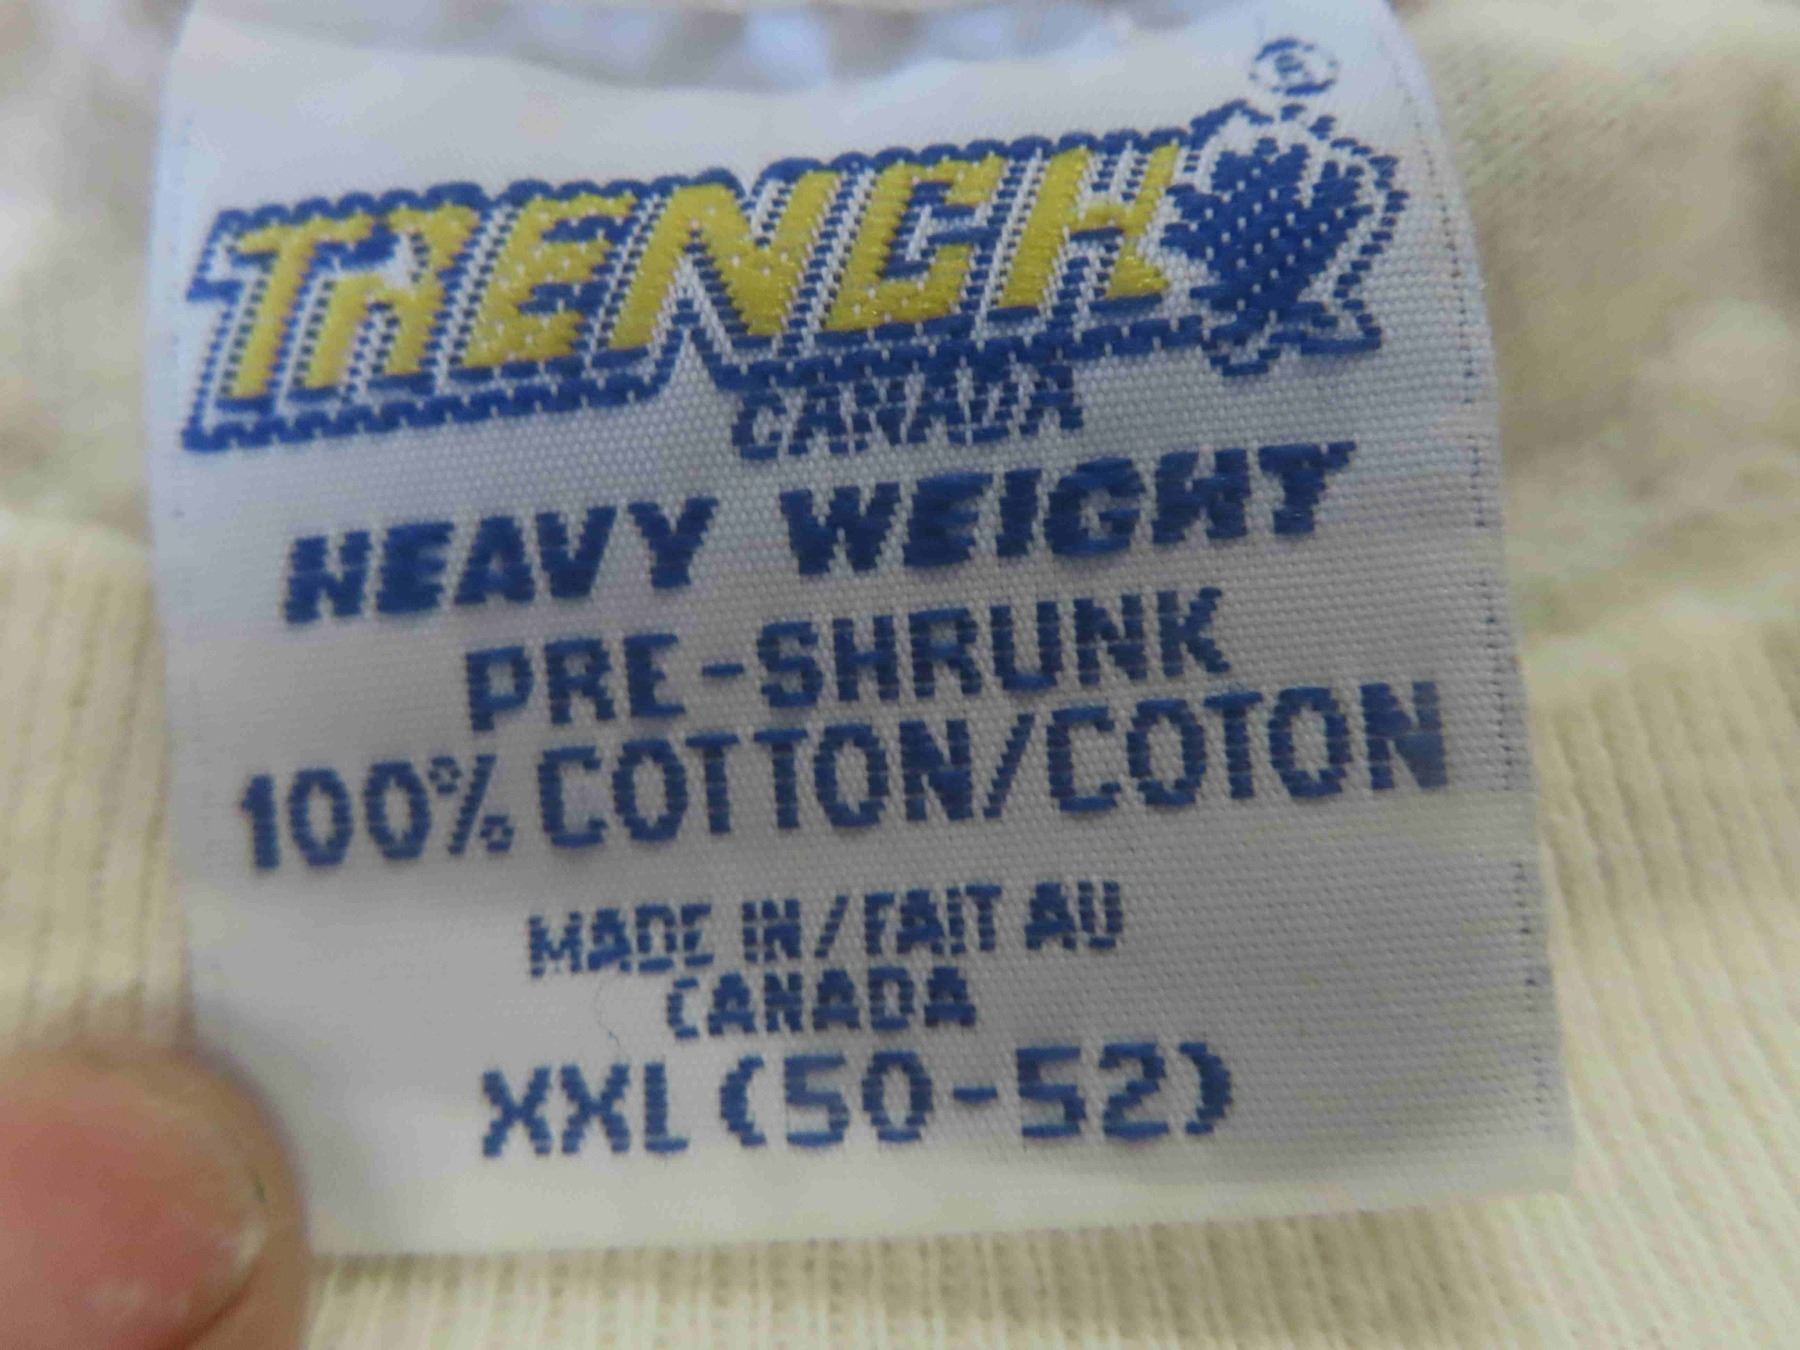 TRENCH ®
CANADA
HEAVY WEIGHT
PRE-SHRUNK
100% COTTON/COTON
MADE IN/FAIT AU
CANADA
XXL (50-52)